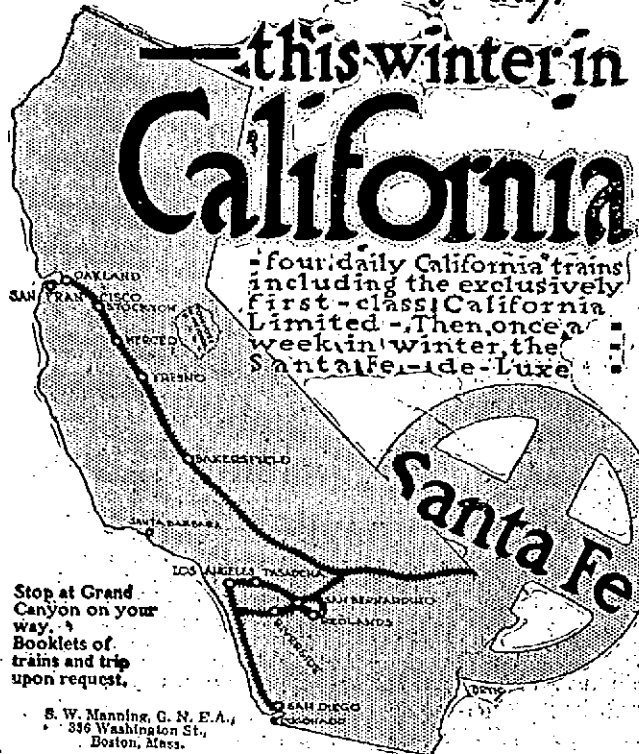 —this winter in
California
-four daily California trains
including the exclusively
first-class California
Limited - Then, once a
week in winter, the
Santa Fe-de-Luxe
OAKLAND
SAN FRANCISCO
STOCKTON
MERCED
FRESNO
BAKERSFIELD
SANTA BARBARA
LOS ANGELES PASADENA
SAN BERNARDINO
REDLANDS
RIVERSIDE
SAN DIEGO
CORONADO
Santa Fe
Stop at Grand
Canyon on your
way.
Booklets of
trains and trip
upon request.
S. W. Manning, G. N. E. A.,
336 Washington St.,
Boston, Mass.